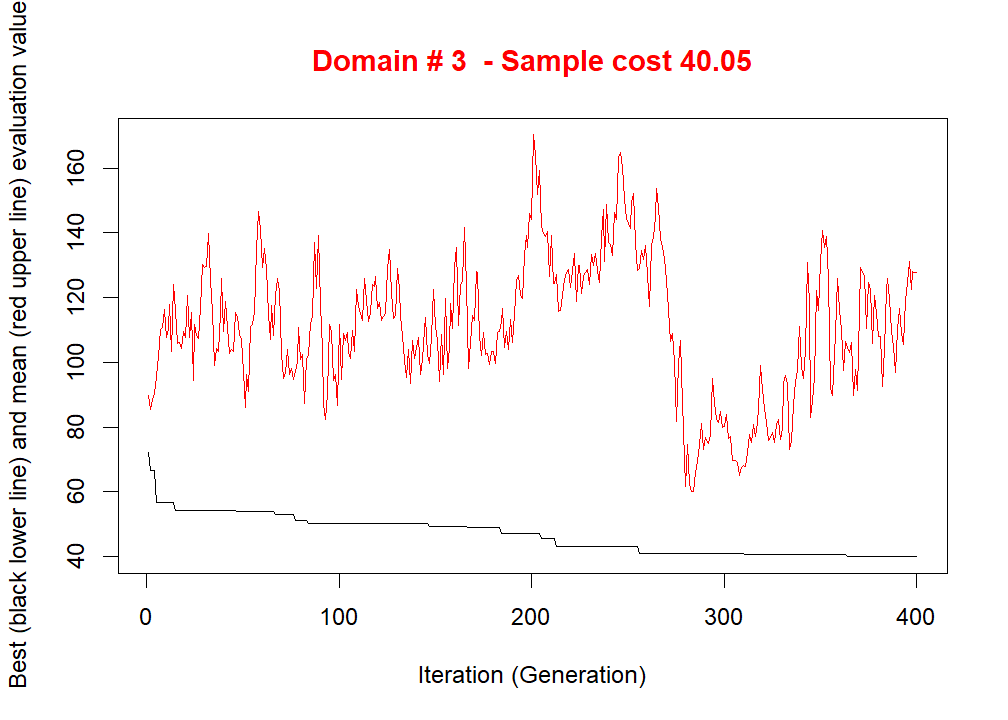 Domain # 3  - Sample cost 40.05
Best (black lower line) and mean (red upper line) evaluation value
160
140
120
100
80
60
40
0 100 200 300 400
Iteration (Generation)